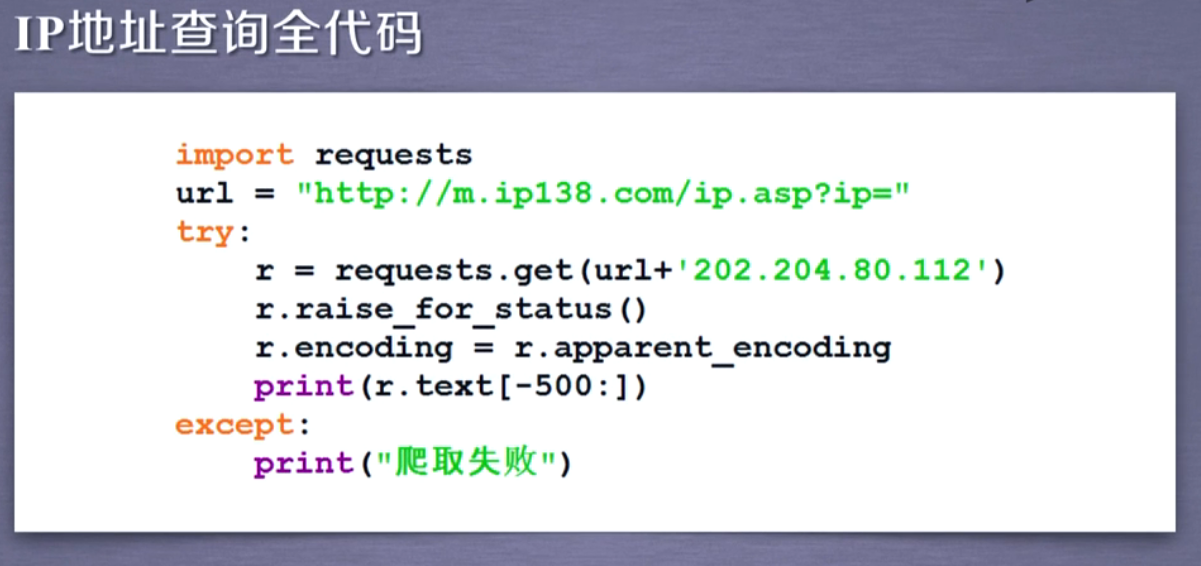 IP地址查询全代码
import requests
url = "http://m.ip138.com/ip.asp?ip="
try:
    r = requests.get(url+'202.204.80.112')
    r.raise_for_status()
    r.encoding = r.apparent_encoding
    print(r.text[-500:])
except:
    print("爬取失败")